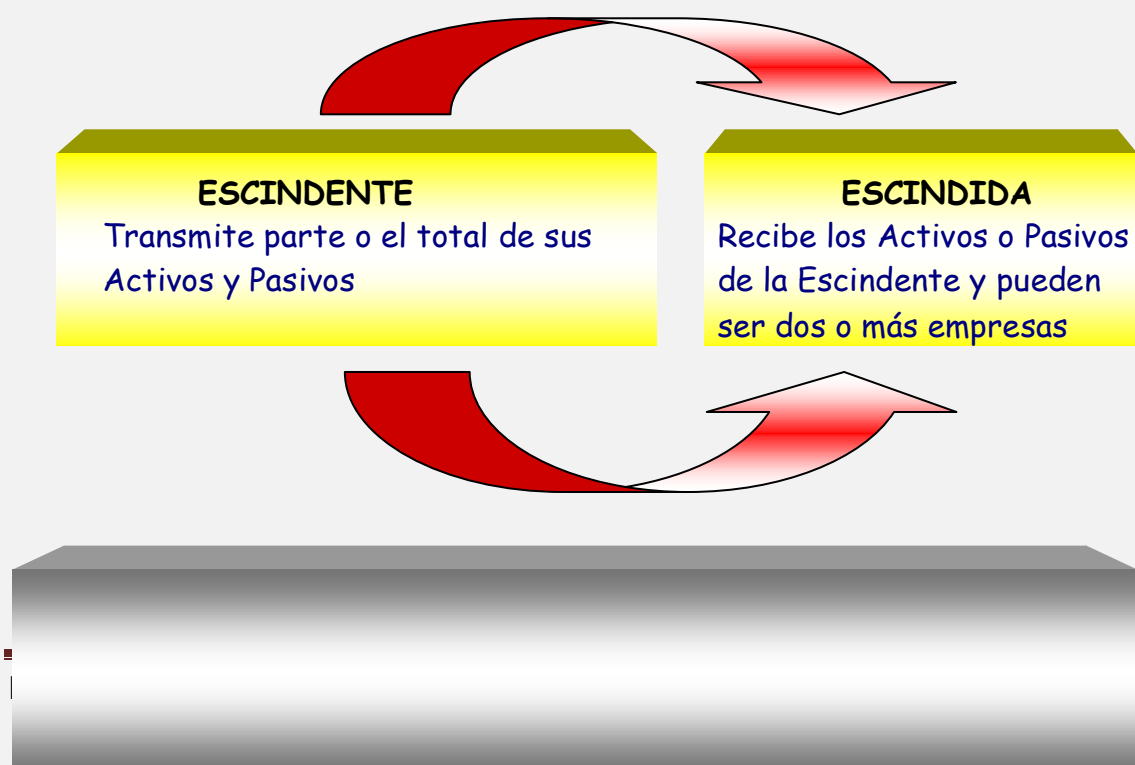 ESCINDENTE
Transmite parte o el total de sus
Activos y Pasivos
ESCINDIDA
Recibe los Activos o Pasivos
de la Escindente y pueden
ser dos o más empresas